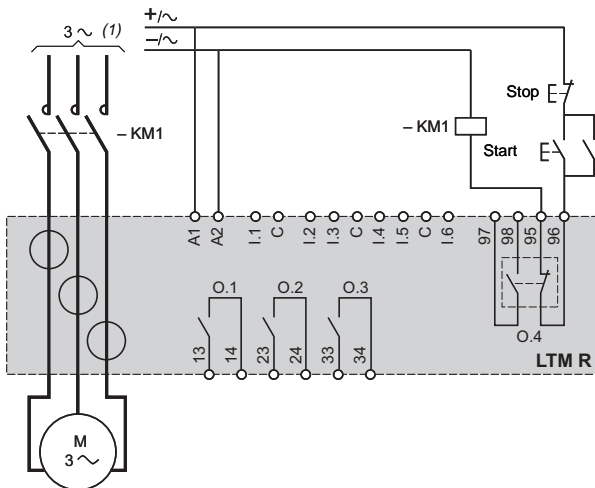 +/~
3 ~ (1)
−/~
Stop
– KM1
– KM1
Start
A1 A2 I.1 C I.2 I.3 C I.4 I.5 C I.6 97 98 95 96
O.1 O.2 O.3
O.4
13 14 23 24 33 34
LTM R
M
3 ~